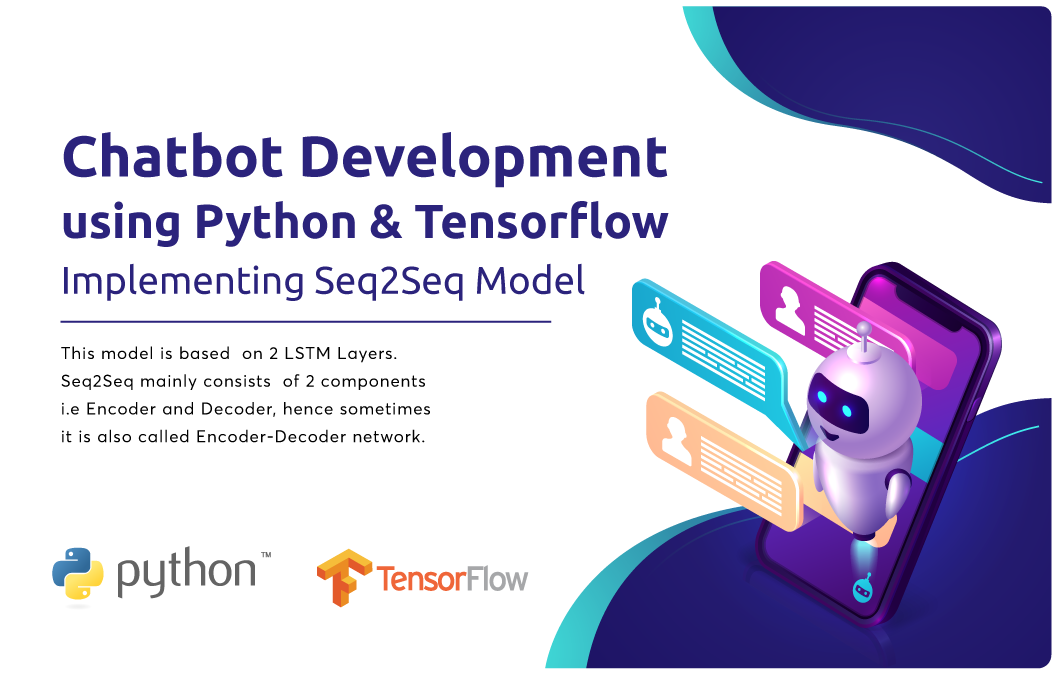 Chatbot Development
using Python & Tensorflow
Implementing Seq2Seq Model
This model is based  on 2 LSTM Layers.
Seq2Seq mainly consists  of 2 components
i.e Encoder and Decoder, hence sometimes
it is also called Encoder-Decoder network.
python™
TensorFlow